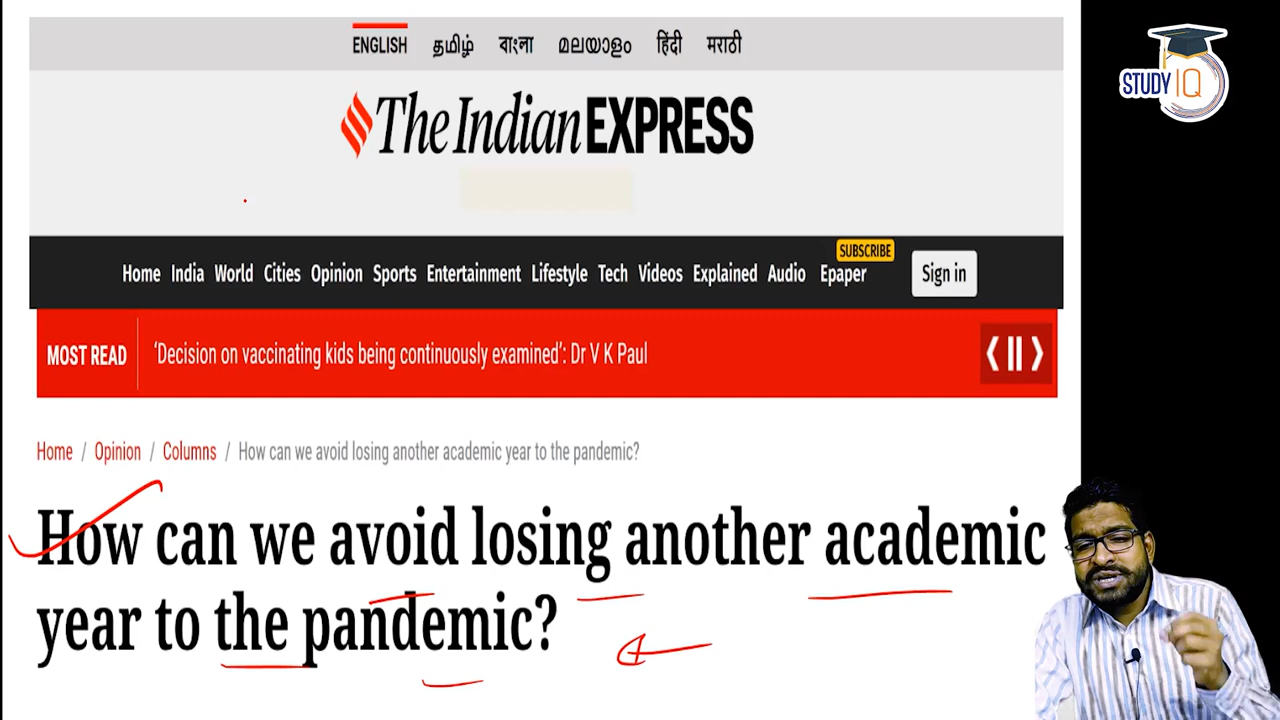 ENGLISH தமிழ் বাংলা മലയാളം हिंदी मराठी
STUDY IQ
The Indian EXPRESS
SUBSCRIBE
Home India World Cities Opinion Sports Entertainment Lifestyle Tech Videos Explained Audio Epaper Sign in
MOST READ ‘Decision on vaccinating kids being continuously examined’: Dr V K Paul
Home / Opinion / Columns / How can we avoid losing another academic year to the pandemic?
How can we avoid losing another academic
year to the pandemic?